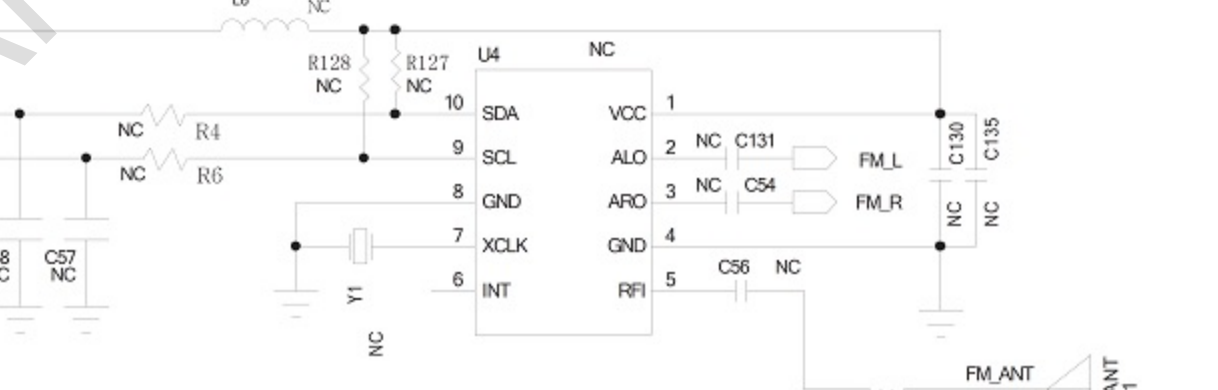 NC
R128
NC
R127
NC
U4
NC
10
SDA
VCC
1
NC
R4
9
SCL
ALO
2
NC
C131
FM_L
NC
R6
8
GND
ARO
3
NC
C54
FM_R
C130
NC
C135
NC
7
XCLK
GND
4
C57
NC
Y1
NC
6
INT
RFI
5
C56
NC
FM_ANT